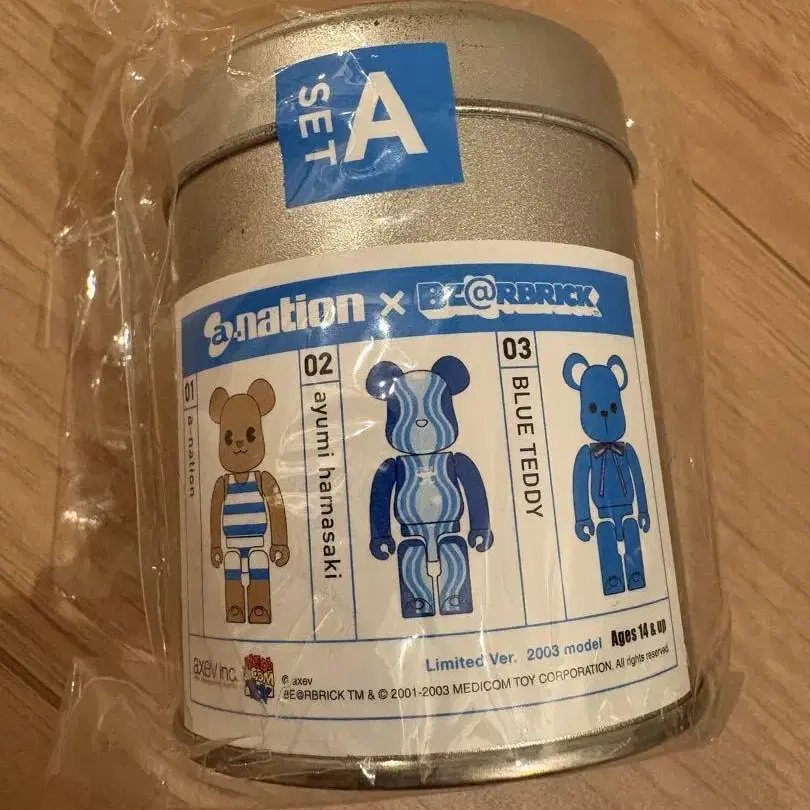 A SET
a-nation × BE@RBRICK TM
01 a-nation
02 ayumi hamasaki
03 BLUE TEDDY
Limited Ver. 2003 model Ages 14 & up
axev inc.
© axev
BE@RBRICK TM & © 2001-2003 MEDICOM TOY CORPORATION. All rights reserved.